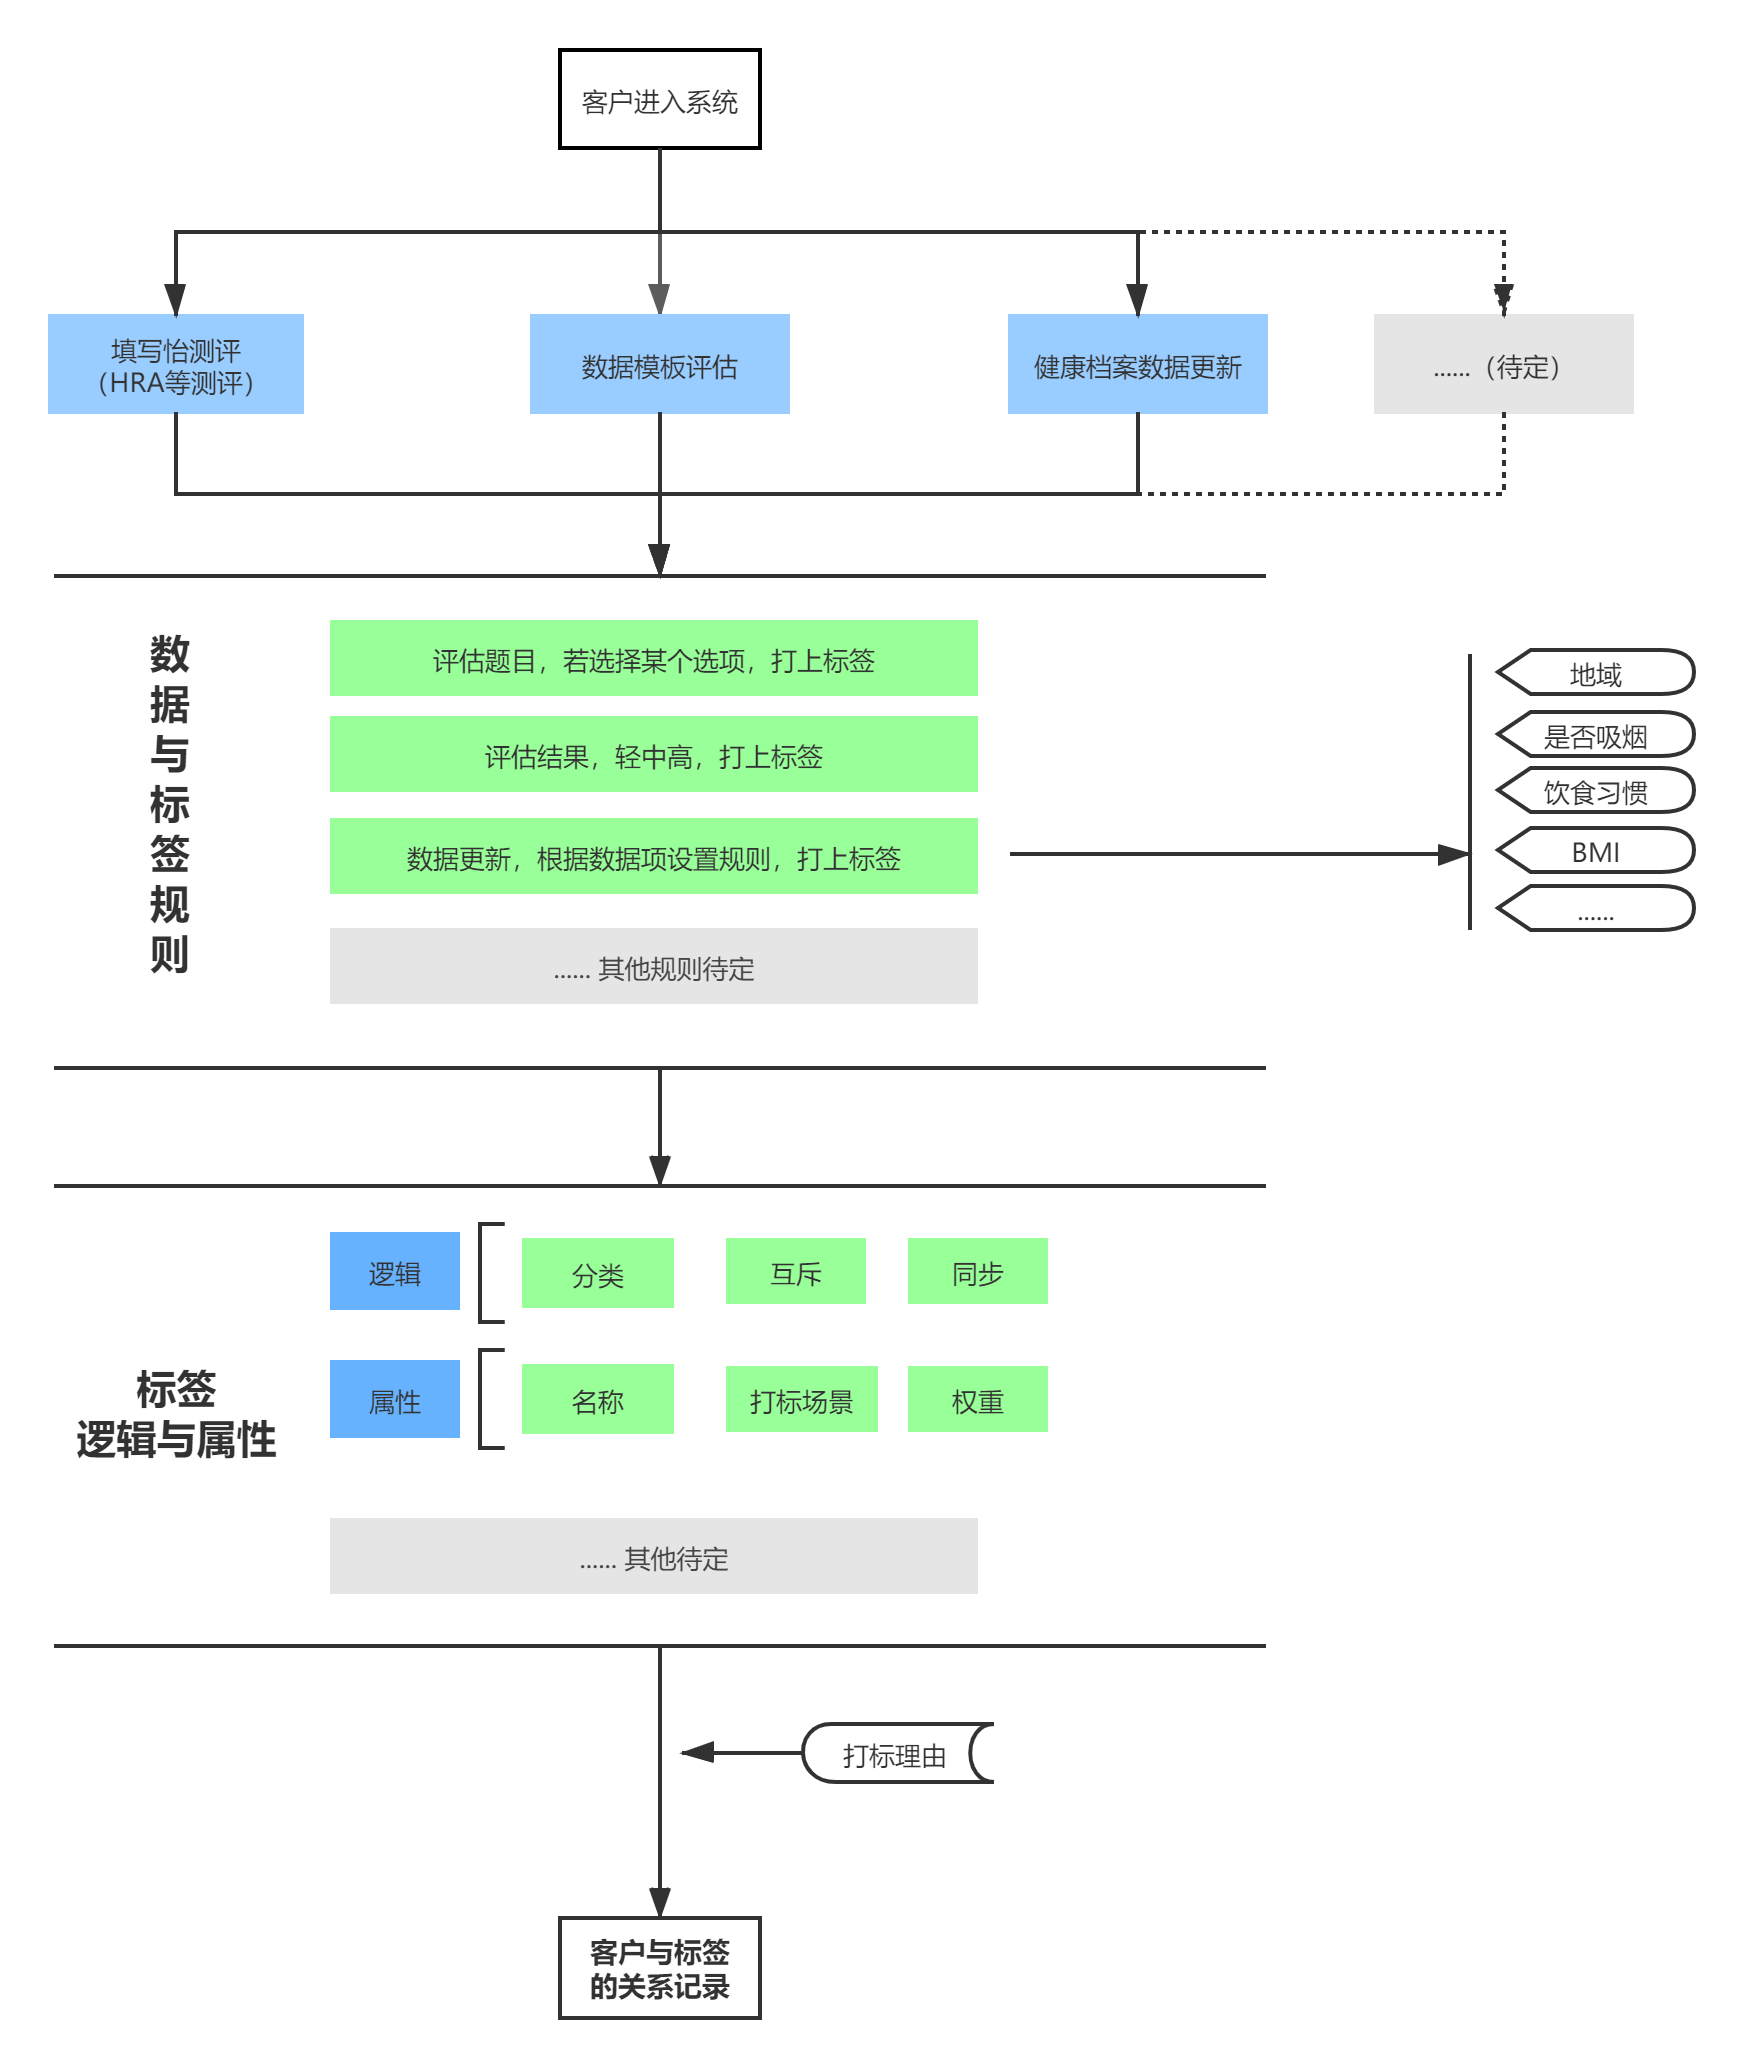 客户进入系统
填写怡测评
（HRA等测评）
数据模板评估
健康档案数据更新
......（待定）
数
据
与
标
签
规
则
评估题目，若选择某个选项，打上标签
评估结果，轻中高，打上标签
数据更新，根据数据项设置规则，打上标签
...... 其他规则待定
地域
是否吸烟
饮食习惯
BMI
......
标签
逻辑与属性
逻辑
分类
互斥
同步
属性
名称
打标场景
权重
...... 其他待定
打标理由
客户与标签
的关系记录